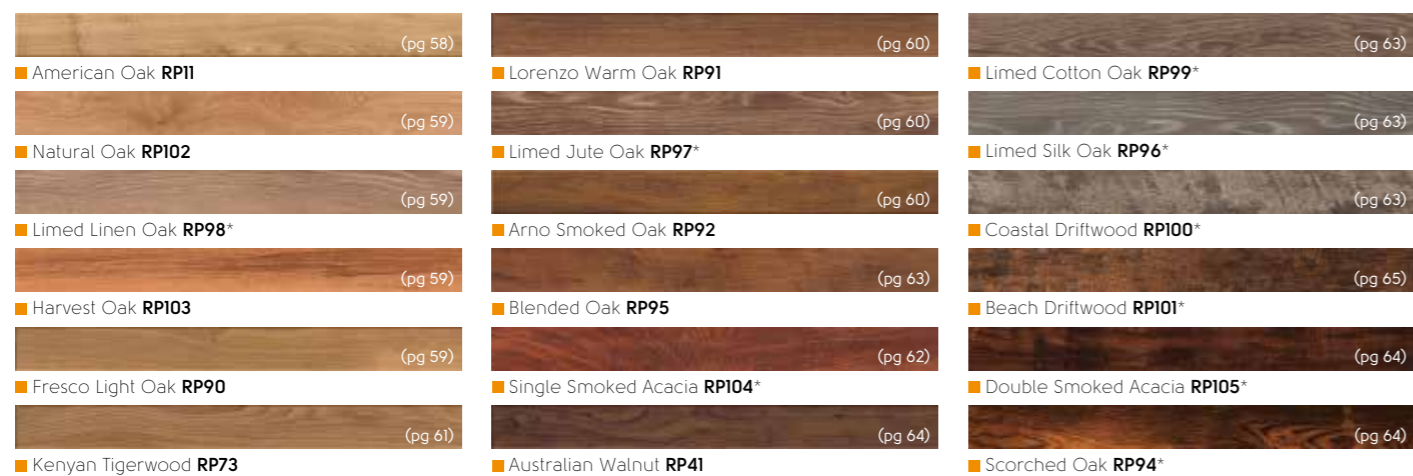 (pg 58)
American Oak RP11
(pg 59)
Natural Oak RP102
(pg 59)
Limed Linen Oak RP98*
(pg 59)
Harvest Oak RP103
(pg 59)
Fresco Light Oak RP90
(pg 61)
Kenyan Tigerwood RP73
(pg 60)
Lorenzo Warm Oak RP91
(pg 60)
Limed Jute Oak RP97*
(pg 60)
Arno Smoked Oak RP92
(pg 63)
Blended Oak RP95
(pg 62)
Single Smoked Acacia RP104*
(pg 64)
Australian Walnut RP41
(pg 63)
Limed Cotton Oak RP99*
(pg 63)
Limed Silk Oak RP96*
(pg 63)
Coastal Driftwood RP100*
(pg 65)
Beach Driftwood RP101*
(pg 64)
Double Smoked Acacia RP105*
(pg 64)
Scorched Oak RP94*